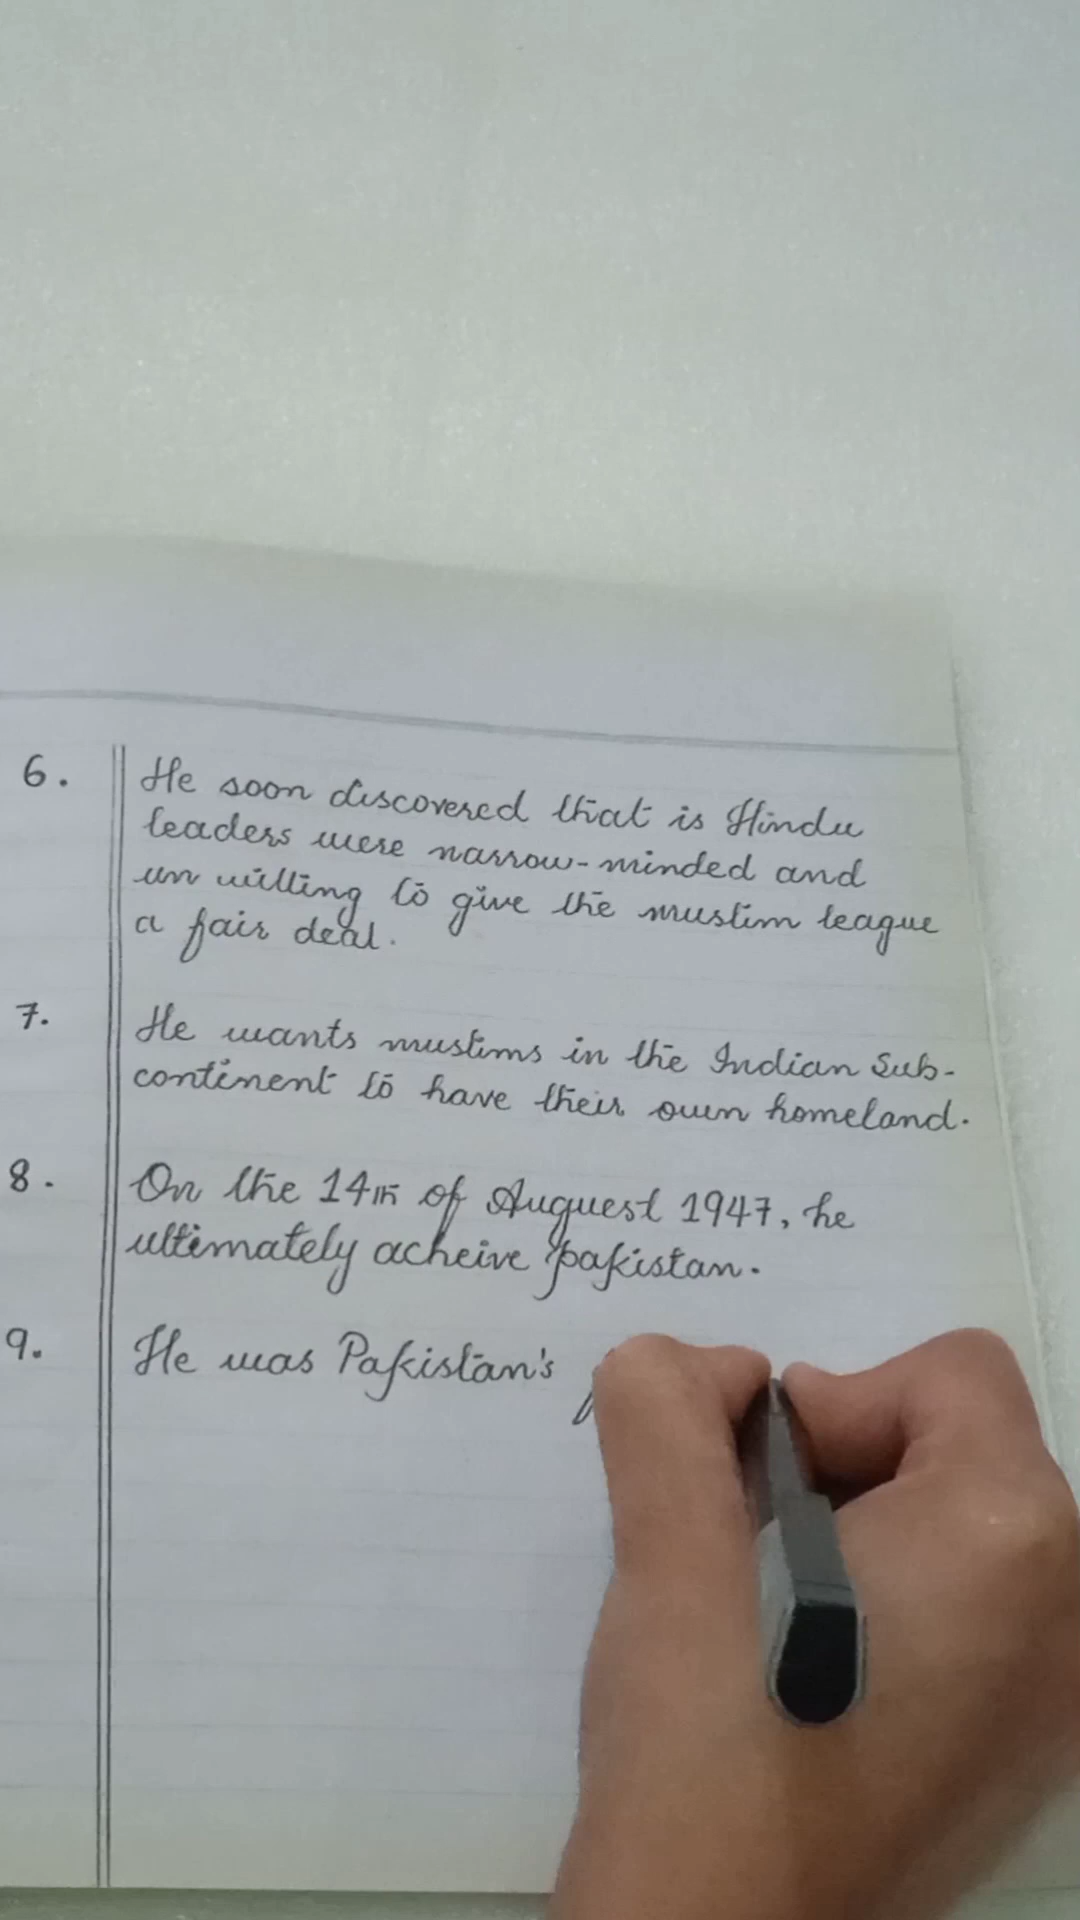 6. He soon discovered that is Hindu
leaders were narrow-minded and
un willing to give the muslim league
a fair deal.
7. He wants muslims in the Indian Sub-
continent to have their own homeland.
8. On the 14th of Auguest 1947, he
ultimately acheive pakistan.
9. He was Pakistan's